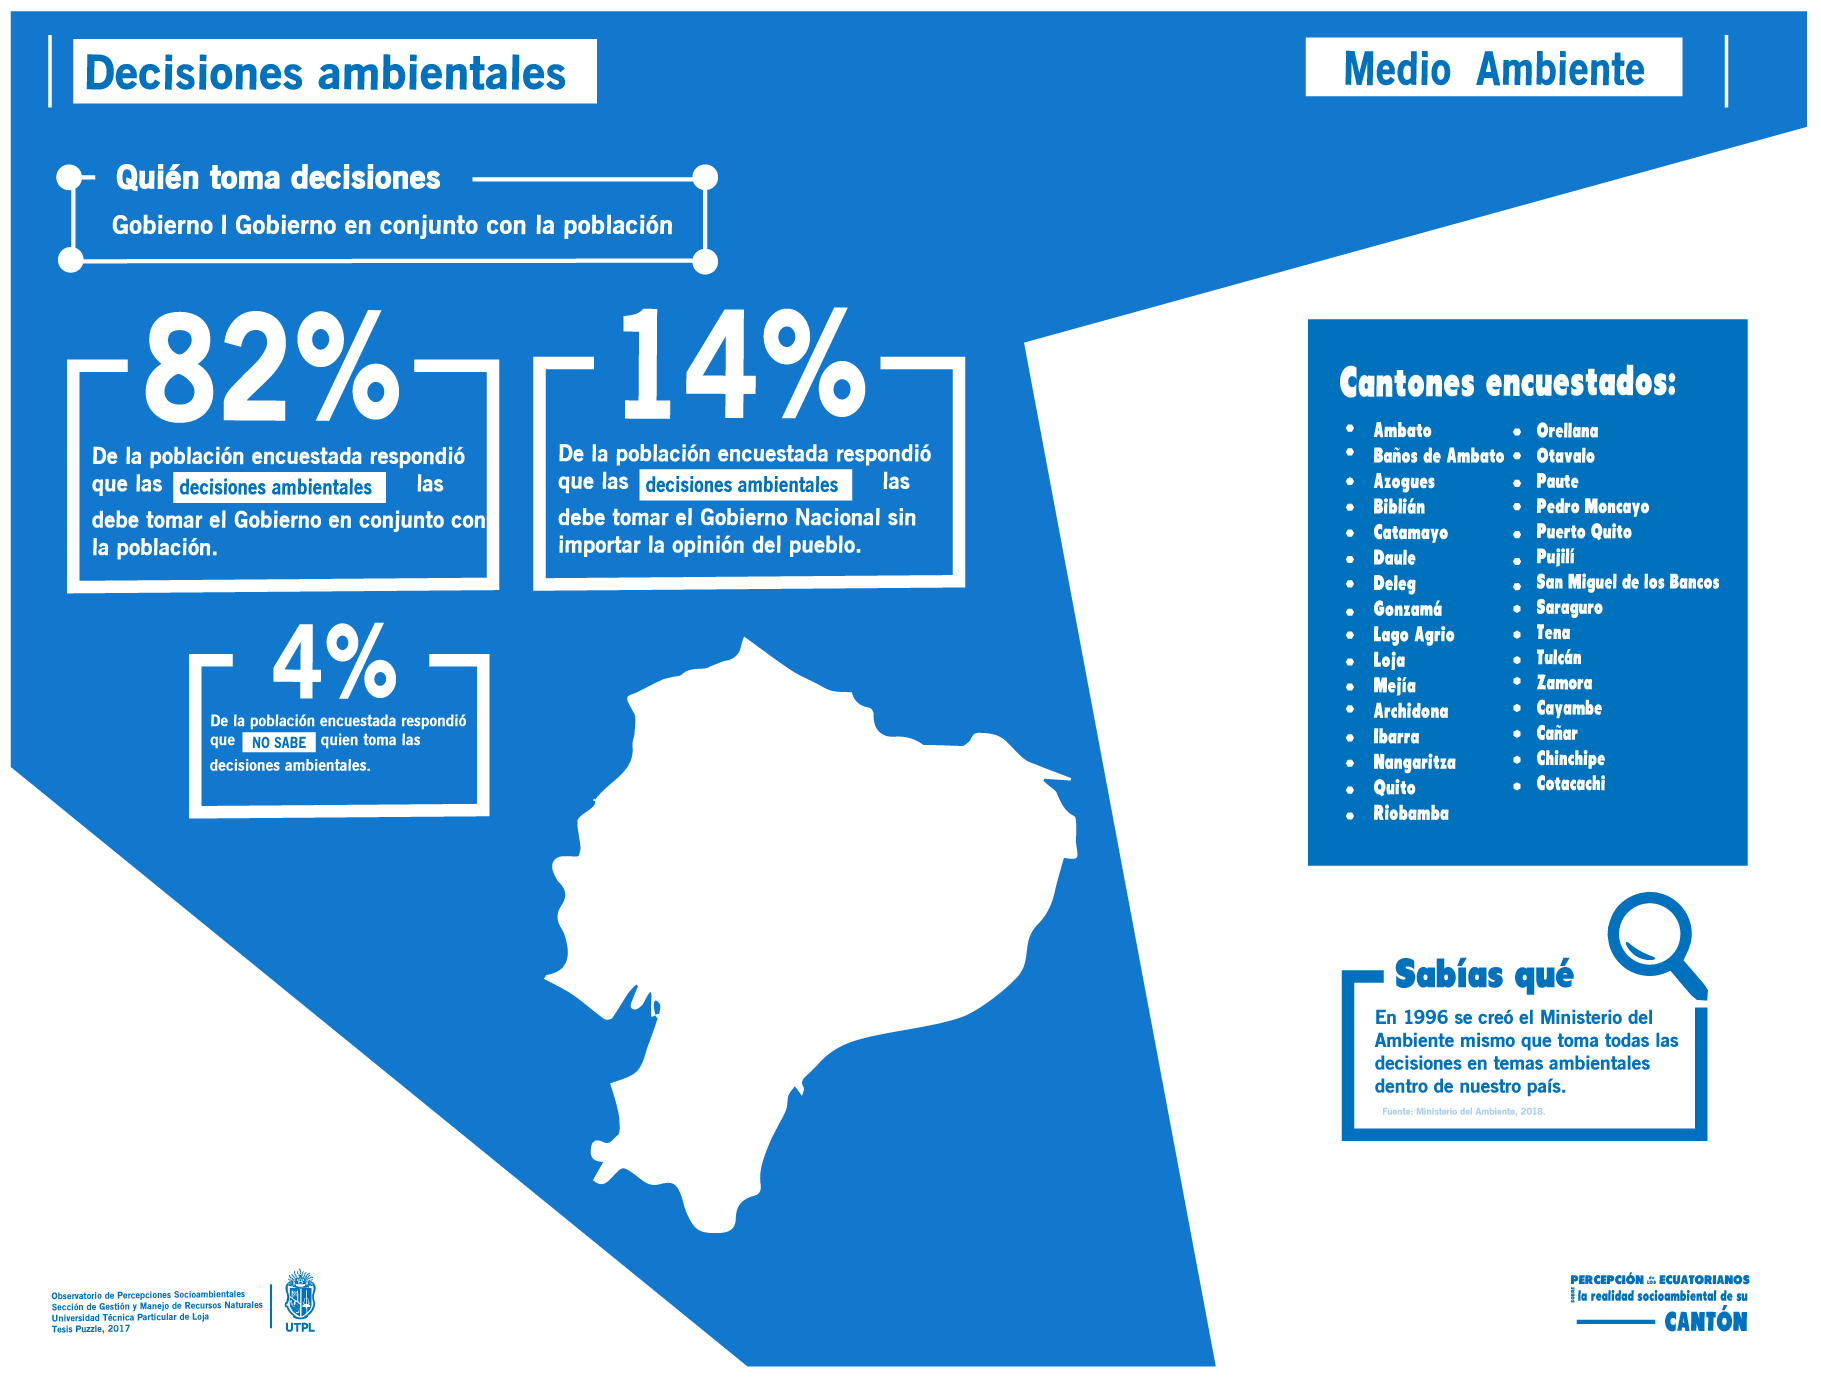 Decisiones ambientales
Medio Ambiente
Quién toma decisiones
Gobierno I Gobierno en conjunto con la población
82%
De la población encuestada respondió
que las decisiones ambientales las
debe tomar el Gobierno en conjunto con
la población.
14%
De la población encuestada respondió
que las decisiones ambientales las
debe tomar el Gobierno Nacional sin
importar la opinión del pueblo.
4%
De la población encuestada respondió
que NO SABE quien toma las
decisiones ambientales.
Cantones encuestados:
• Ambato
• Baños de Ambato
• Azogues
• Biblián
• Catamayo
• Daule
• Deleg
• Gonzamá
• Lago Agrio
• Loja
• Mejía
• Archidona
• Ibarra
• Nangaritza
• Quito
• Riobamba
• Orellana
• Otavalo
• Paute
• Pedro Moncayo
• Puerto Quito
• Pujilí
• San Miguel de los Bancos
• Saraguro
• Tena
• Tulcán
• Zamora
• Cayambe
• Cañar
• Chinchipe
• Cotacachi
Sabías qué
En 1996 se creó el Ministerio del
Ambiente mismo que toma todas las
decisiones en temas ambientales
dentro de nuestro país.
Fuente: Ministerio del Ambiente, 2018.
Observatorio de Percepciones Socioambientales
Sección de Gestión y Manejo de Recursos Naturales
Universidad Técnica Particular de Loja
Tesis Puzzle, 2017
UTPL
PERCEPCIÓN de LOS ECUATORIANOS
SOBRE la realidad socioambiental de su
CANTÓN